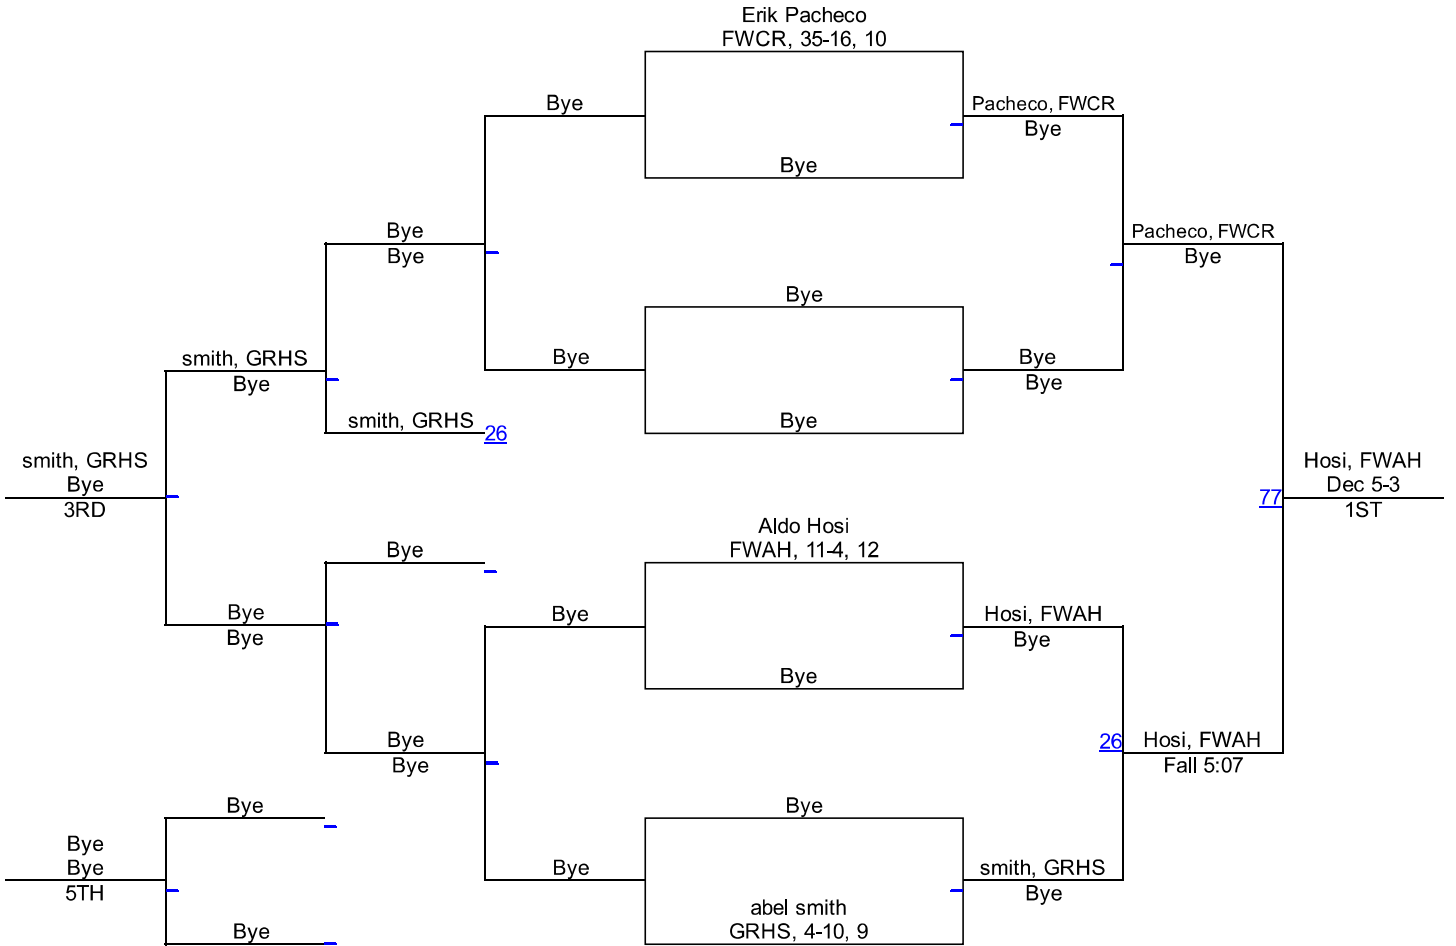 Erik Pacheco
FWCR, 35-16, 10
Bye
Pacheco, FWCR
Bye
Bye
Bye
Bye
Pacheco, FWCR
Bye
Bye
smith, GRHS
Bye
Bye
Bye
Bye
smith, GRHS
26
Bye
smith, GRHS
Bye
3RD
Hosi, FWAH
Dec 5-3
77
1ST
Aldo Hosi
FWAH, 11-4, 12
Bye
Bye
Bye
Bye
Hosi, FWAH
Bye
Bye
Bye
Bye
26
Hosi, FWAH
Fall 5:07
Bye
Bye
Bye
Bye
5TH
Bye
smith, GRHS
Bye
abel smith
GRHS, 4-10, 9
Bye